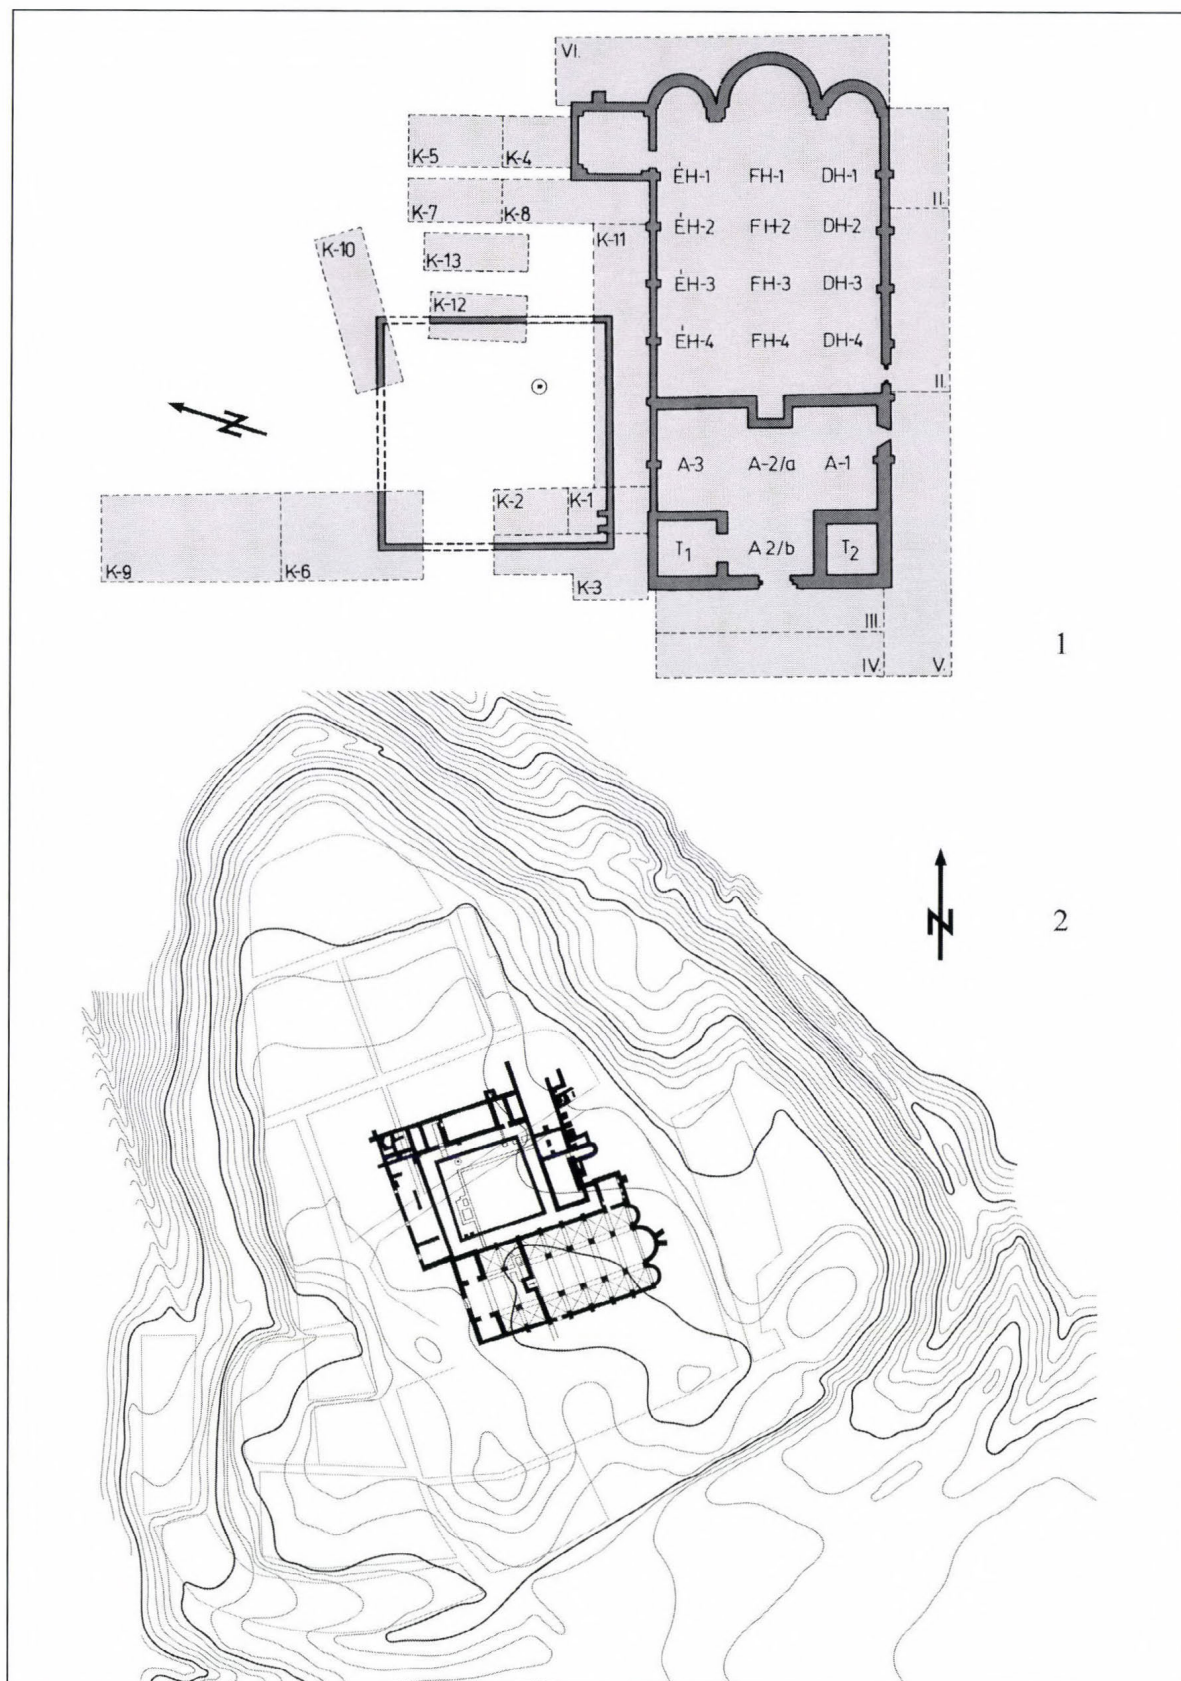 VI.
K-5 K-4
ÉH-1 FH-1 DH-1
K-7 K-8 II.
ÉH-2 FH-2 DH-2
K-10 K-11
K-13
ÉH-3 FH-3 DH-3
K-12
ÉH-4 FH-4 DH-4
II.
N
A-3 A-2/a A-1
K-2 K-1
T1 A2/b T2
K-9 K-6
K-3
III.
1
IV. V.
N
2